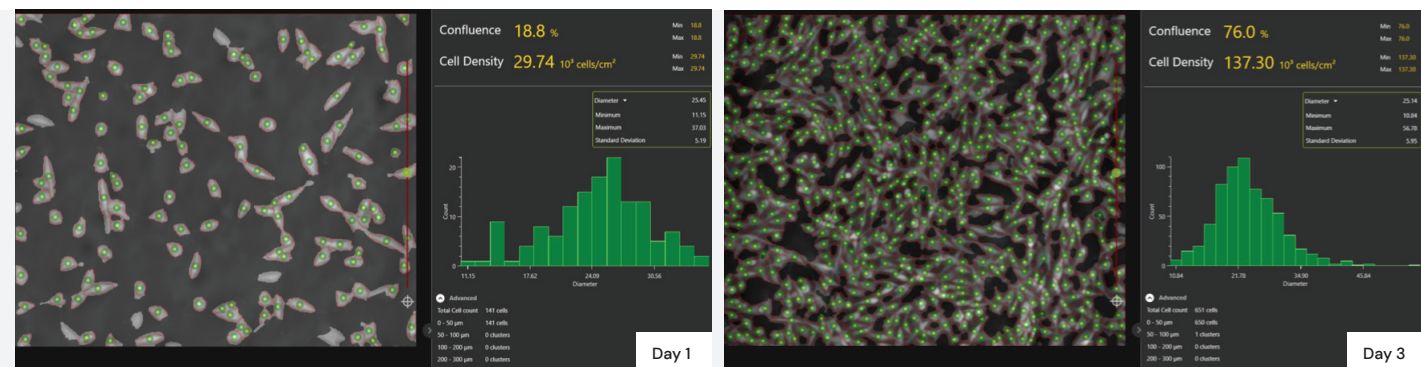 Confluence 18.8 %
Min 18.8
Max 18.8
Cell Density 29.74 10³ cells/cm²
Min 29.74
Max 29.74
Diameter 25.45
Minimum 11.15
Maximum 37.03
Standard Deviation 5.19
20
10
0
Count
11.15 17.62 24.09 30.56
Diameter
Advanced
Total Cell count 141 cells
0 - 50 µm 141 cells
50 - 100 µm 0 clusters
100 - 200 µm 0 clusters
200 - 300 µm 0 clusters
Day 1
Confluence 76.0 %
Min 76.0
Max 76.0
Cell Density 137.30 10³ cells/cm²
Min 137.30
Max 137.30
Diameter 25.14
Minimum 10.84
Maximum 56.78
Standard Deviation 5.95
100
50
0
Count
10.84 21.78 34.90 45.84
Diameter
Advanced
Total Cell count 651 cells
0 - 50 µm 650 cells
50 - 100 µm 1 clusters
100 - 200 µm 0 clusters
200 - 300 µm 0 clusters
Day 3